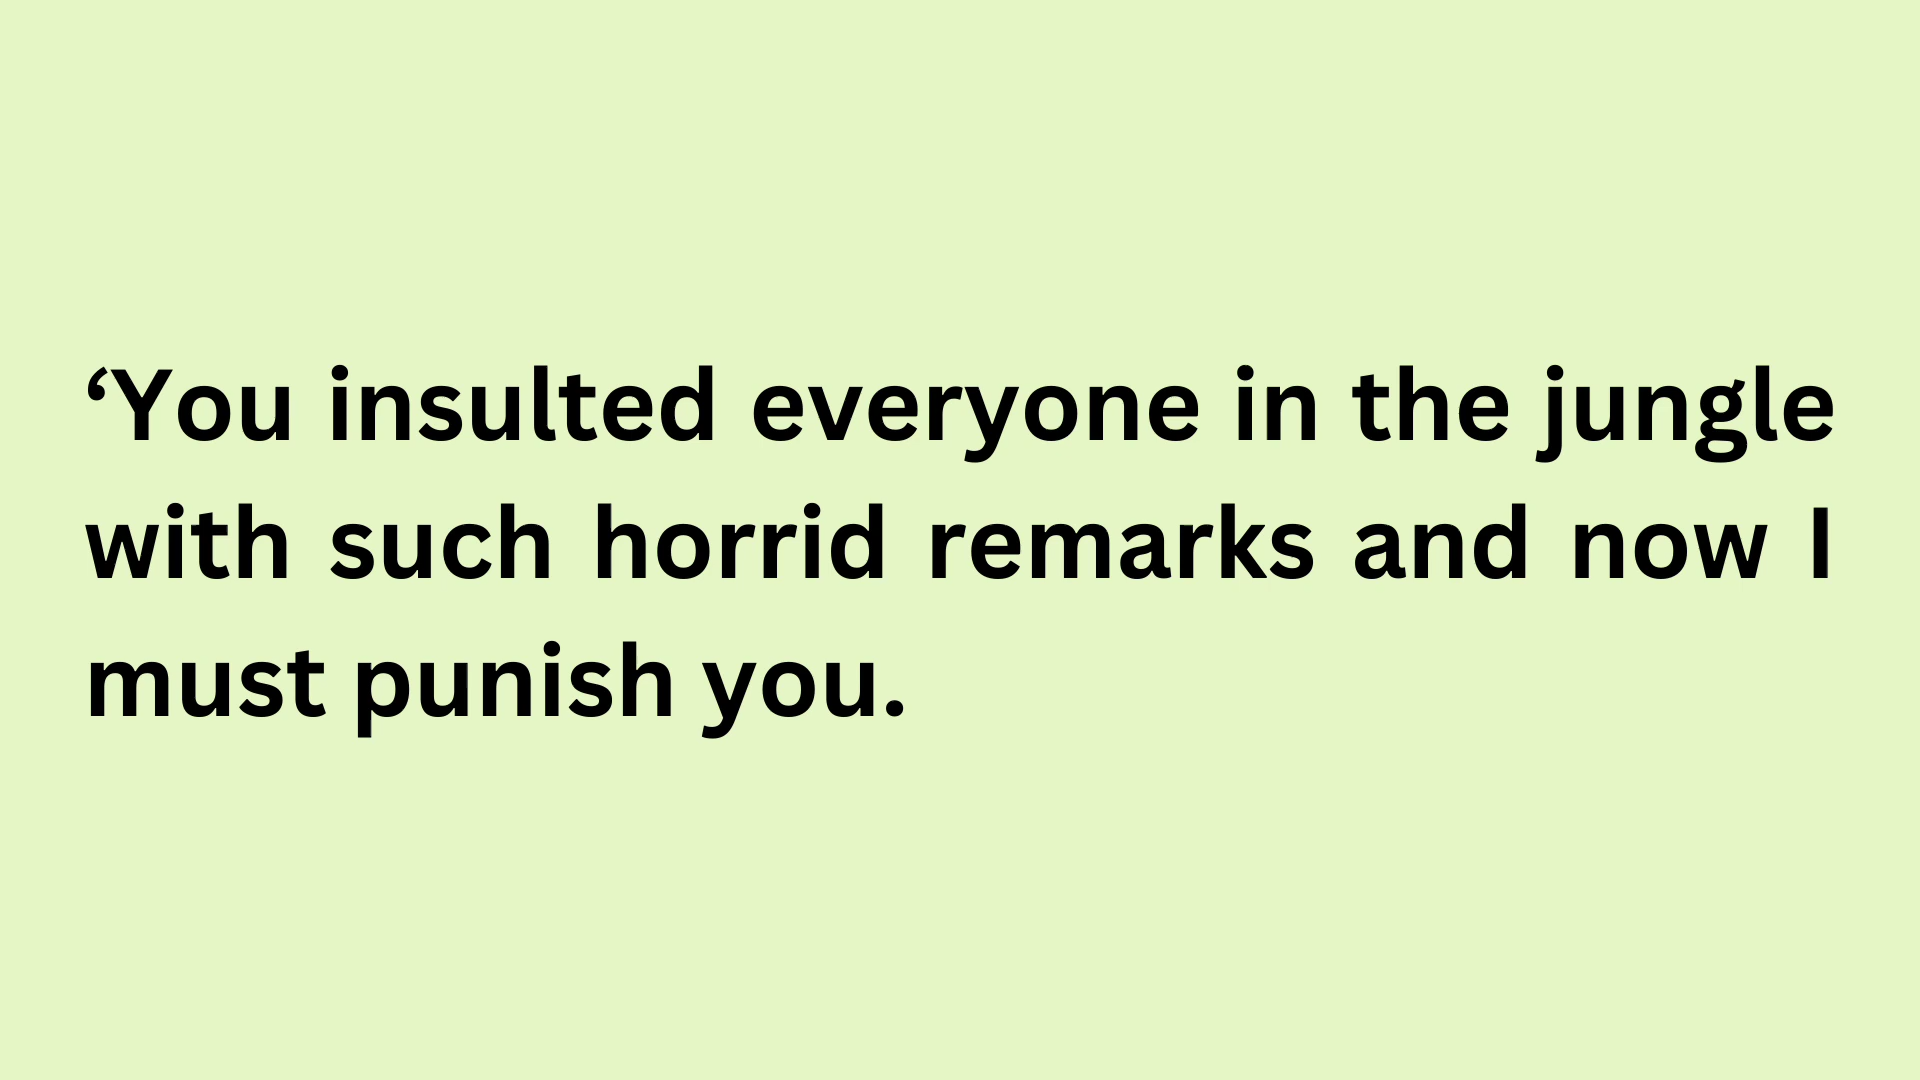 ‘You insulted everyone in the jungle
with such horrid remarks and now I
must punish you.